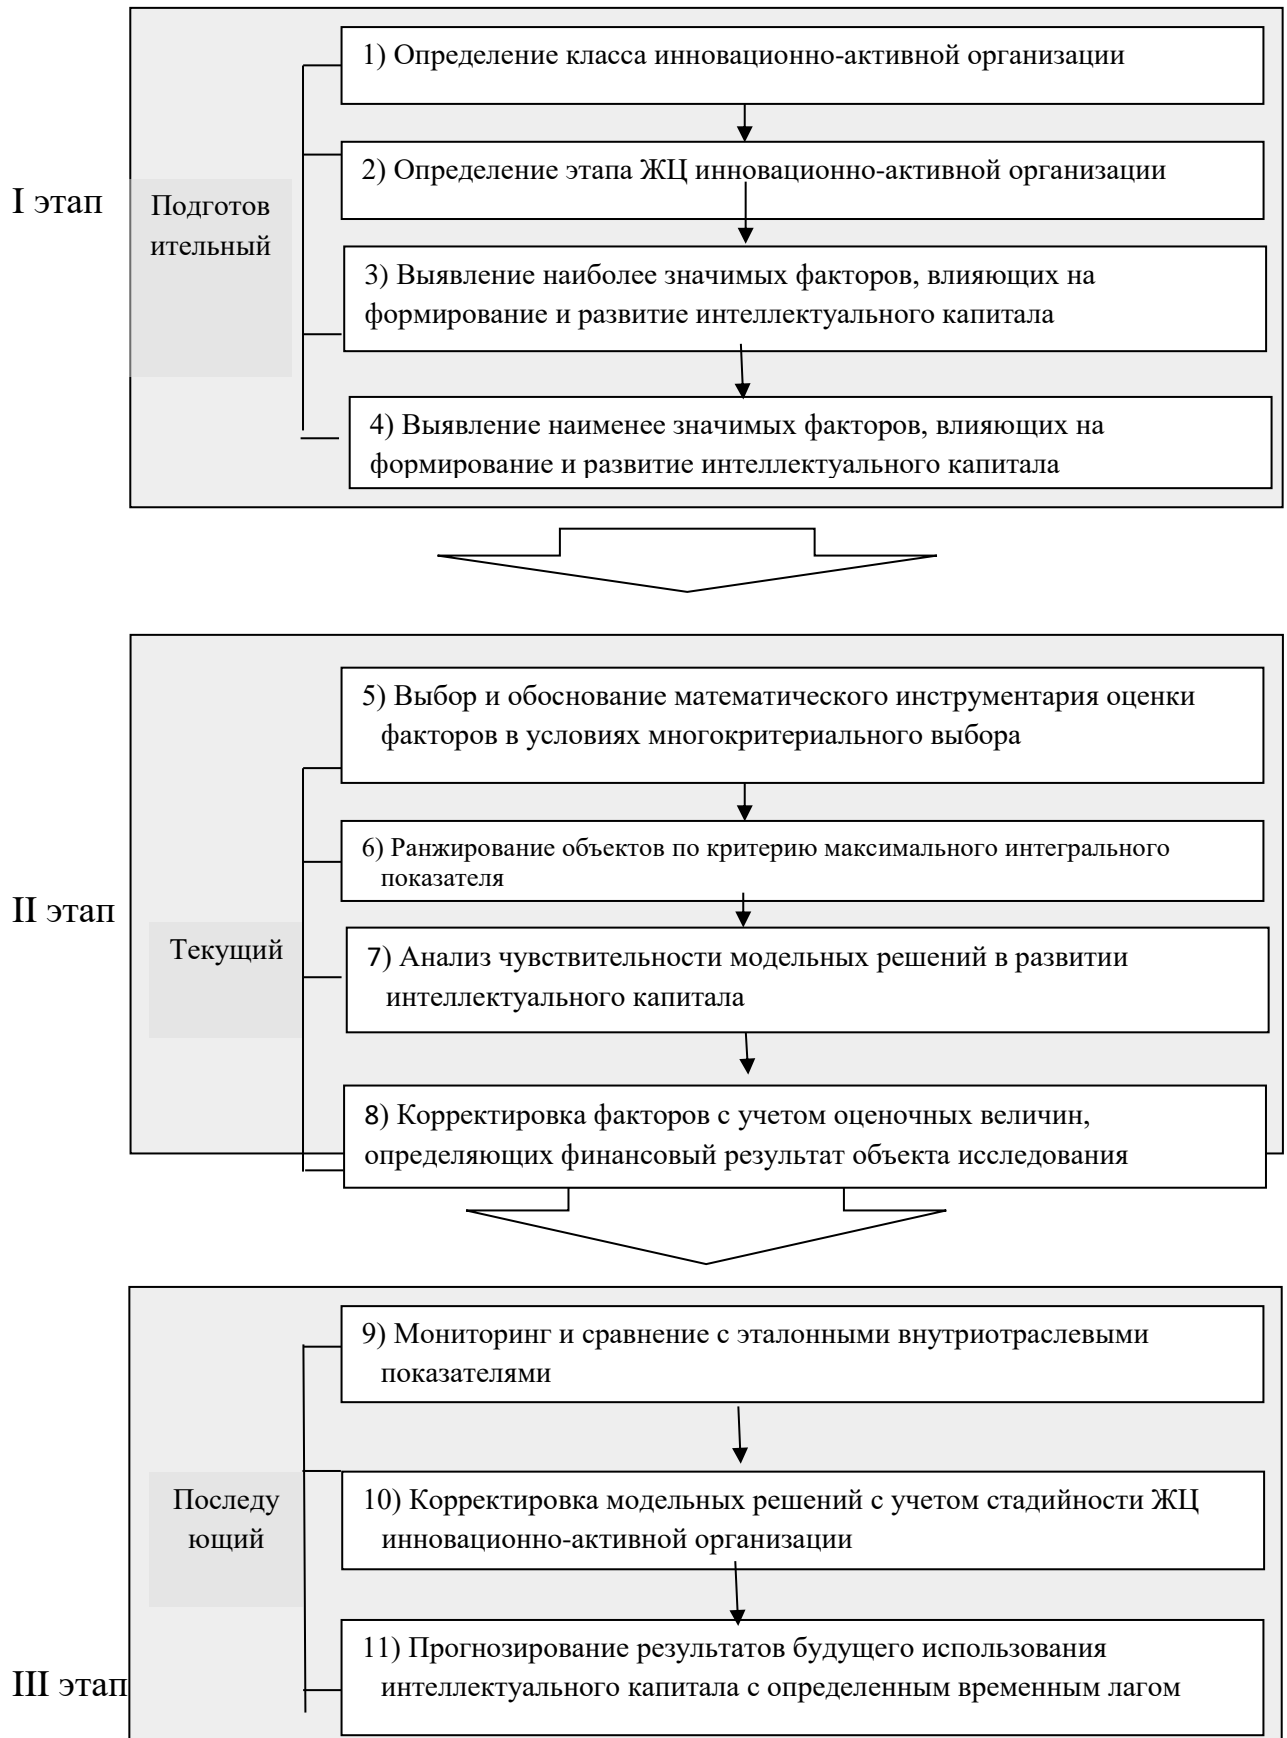 1) Определение класса инновационно-активной организации
2) Определение этапа ЖЦ инновационно-активной организации
I этап
Подготов
ительный
3) Выявление наиболее значимых факторов, влияющих на
формирование и развитие интеллектуального капитала
4) Выявление наименее значимых факторов, влияющих на
формирование и развитие интеллектуального капитала
5) Выбор и обоснование математического инструментария оценки
факторов в условиях многокритериального выбора
6) Ранжирование объектов по критерию максимального интегрального
показателя
II этап
Текущий
7) Анализ чувствительности модельных решений в развитии
интеллектуального капитала
8) Корректировка факторов с учетом оценочных величин,
определяющих финансовый результат объекта исследования
9) Мониторинг и сравнение с эталонными внутриотраслевыми
показателями
Последу
ющий
10) Корректировка модельных решений с учетом стадийности ЖЦ
инновационно-активной организации
11) Прогнозирование результатов будущего использования
интеллектуального капитала с определенным временным лагом
III этап